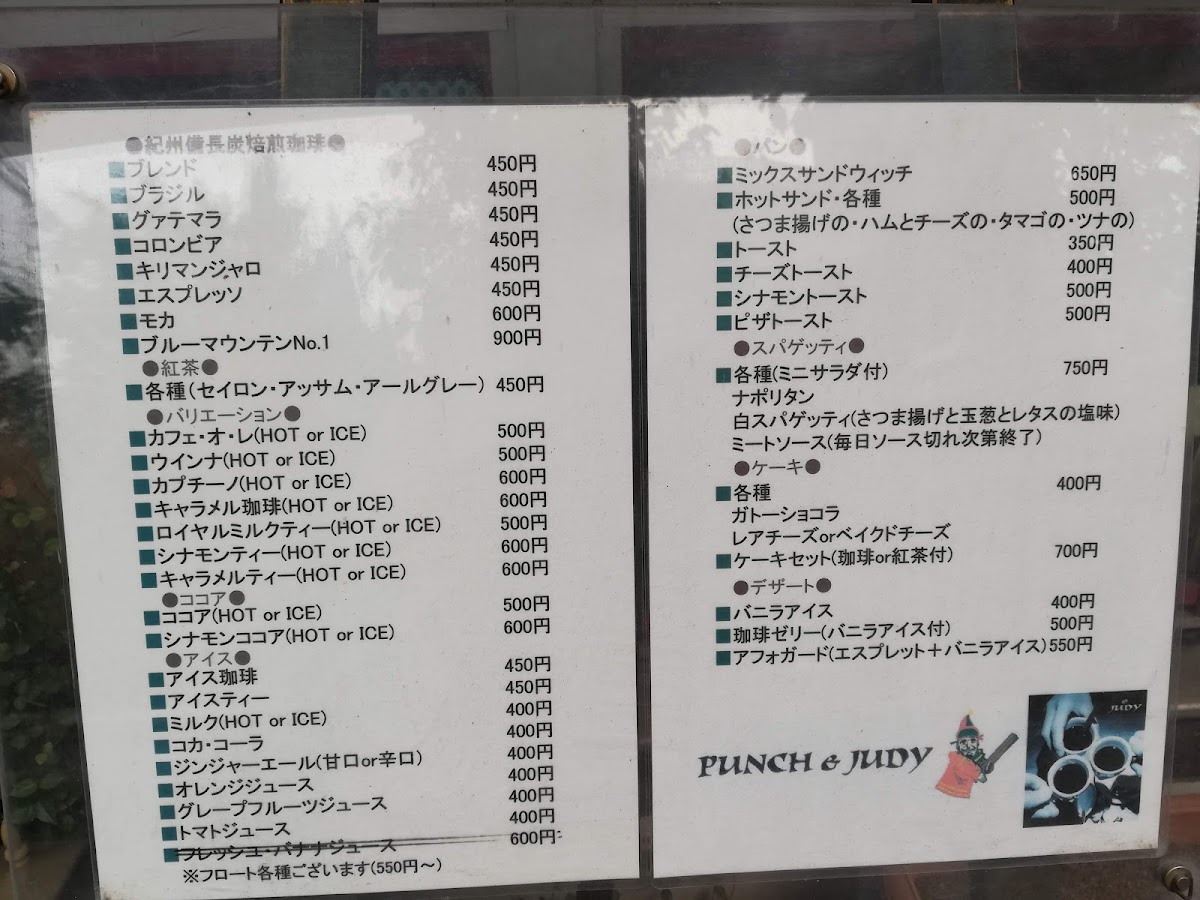 ●紀州備長炭焙煎珈琲●
■ブレンド 450円
■ブラジル 450円
■グァテマラ 450円
■コロンビア 450円
■キリマンジャロ 450円
■エスプレッソ 450円
■モカ 600円
■ブルーマウンテンNo.1 900円
●紅茶●
■各種(セイロン・アッサム・アールグレー) 450円
●バリエーション●
■カフェ・オ・レ(HOT or ICE) 500円
■ウインナ(HOT or ICE) 500円
■カプチーノ(HOT or ICE) 600円
■キャラメル珈琲(HOT or ICE) 600円
■ロイヤルミルクティー(HOT or ICE) 500円
■シナモンティー(HOT or ICE) 600円
■キャラメルティー(HOT or ICE) 600円
●ココア●
■ココア(HOT or ICE) 500円
■シナモンココア(HOT or ICE) 600円
●アイス●
■アイス珈琲 450円
■アイスティー 450円
■ミルク(HOT or ICE) 400円
■コカ・コーラ 400円
■ジンジャーエール(甘口or辛口) 400円
■オレンジジュース 400円
■グレープフルーツジュース 400円
■トマトジュース 400円
■フレッシュ・バナナジュース 600円
※フロート各種ございます(550円～)
●パン●
■ミックスサンドウィッチ 650円
■ホットサンド・各種 500円
(さつま揚げの・ハムとチーズの・タマゴの・ツナの)
■トースト 350円
■チーズトースト 400円
■シナモントースト 500円
■ピザトースト 500円
●スパゲッティ●
■各種(ミニサラダ付) 750円
ナポリタン
白スパゲッティ(さつま揚げと玉葱とレタスの塩味)
ミートソース(毎日ソース切れ次第終了)
●ケーキ●
■各種 400円
ガトーショコラ
レアチーズorベイクドチーズ
■ケーキセット(珈琲or紅茶付) 700円
●デザート●
■バニラアイス 400円
■珈琲ゼリー(バニラアイス付) 500円
■アフォガード(エスプレット＋バニラアイス) 550円
PUNCH & JUDY
& JUDY